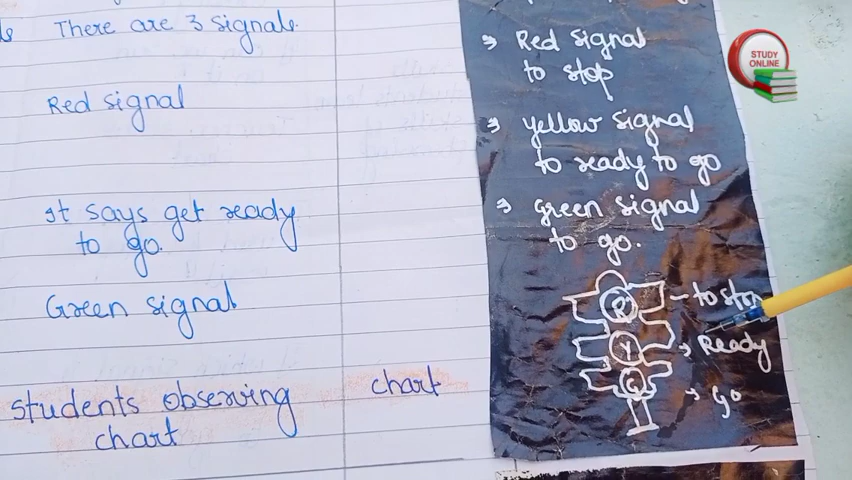 There are 3 signals.
Red signal
It says get ready
to go.
Green signal
students observing
chart
chart
Red Signal
to stop
yellow signal
to ready to go
green signal
to go.
R
to stop
Y
Ready
G
Go
STUDY
ONLINE